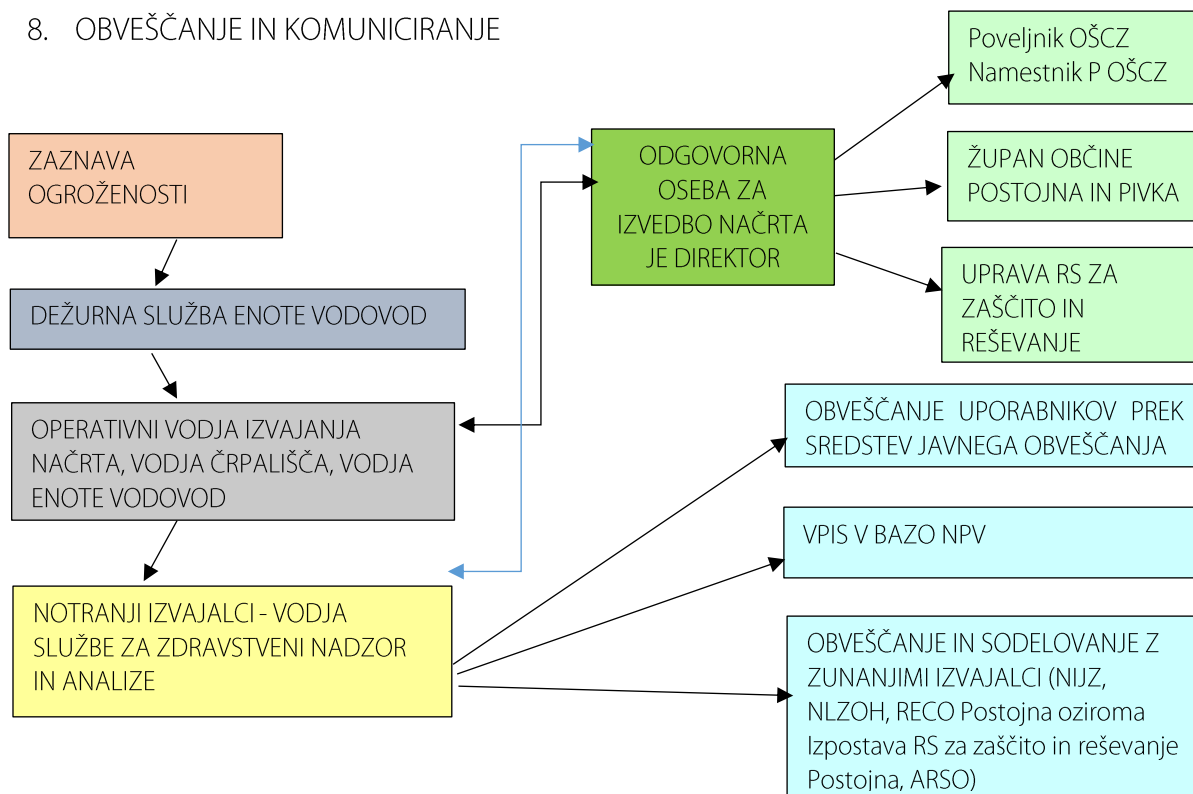 8. OBVEŠČANJE IN KOMUNICIRANJE
ZAZNAVA
OGROŽENOSTI
DEŽURNA SLUŽBA ENOTE VODOVOD
OPERATIVNI VODJA IZVAJANJA
NAČRTA, VODJA ČRPALIŠČA, VODJA
ENOTE VODOVOD
NOTRANJI IZVAJALCI - VODJA
SLUŽBE ZA ZDRAVSTVENI NADZOR
IN ANALIZE
ODGOVORNA
OSEBA ZA
IZVEDBO NAČRTA
JE DIREKTOR
Poveljnik OŠCZ
Namestnik P OŠCZ
ŽUPAN OBČINE
POSTOJNA IN PIVKA
UPRAVA RS ZA
ZAŠČITO IN
REŠEVANJE
OBVEŠČANJE UPORABNIKOV PREK
SREDSTEV JAVNEGA OBVEŠČANJA
VPIS V BAZO NPV
OBVEŠČANJE IN SODELOVANJE Z
ZUNANJIMI IZVAJALCI (NIJZ,
NLZOH, RECO Postojna oziroma
Izpostava RS za zaščito in reševanje
Postojna, ARSO)